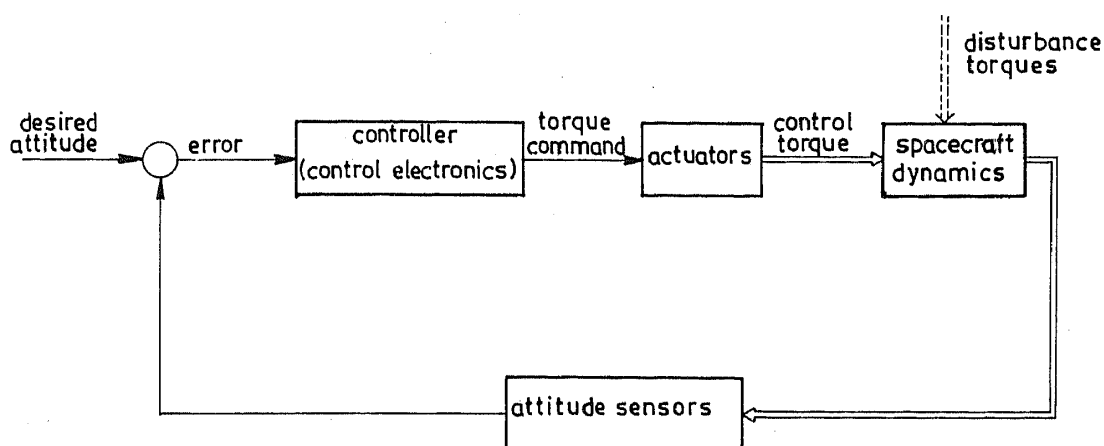 disturbance
torques
desired
attitude
error
controller
(control electronics)
torque
command
actuators
control
torque
spacecraft
dynamics
attitude sensors